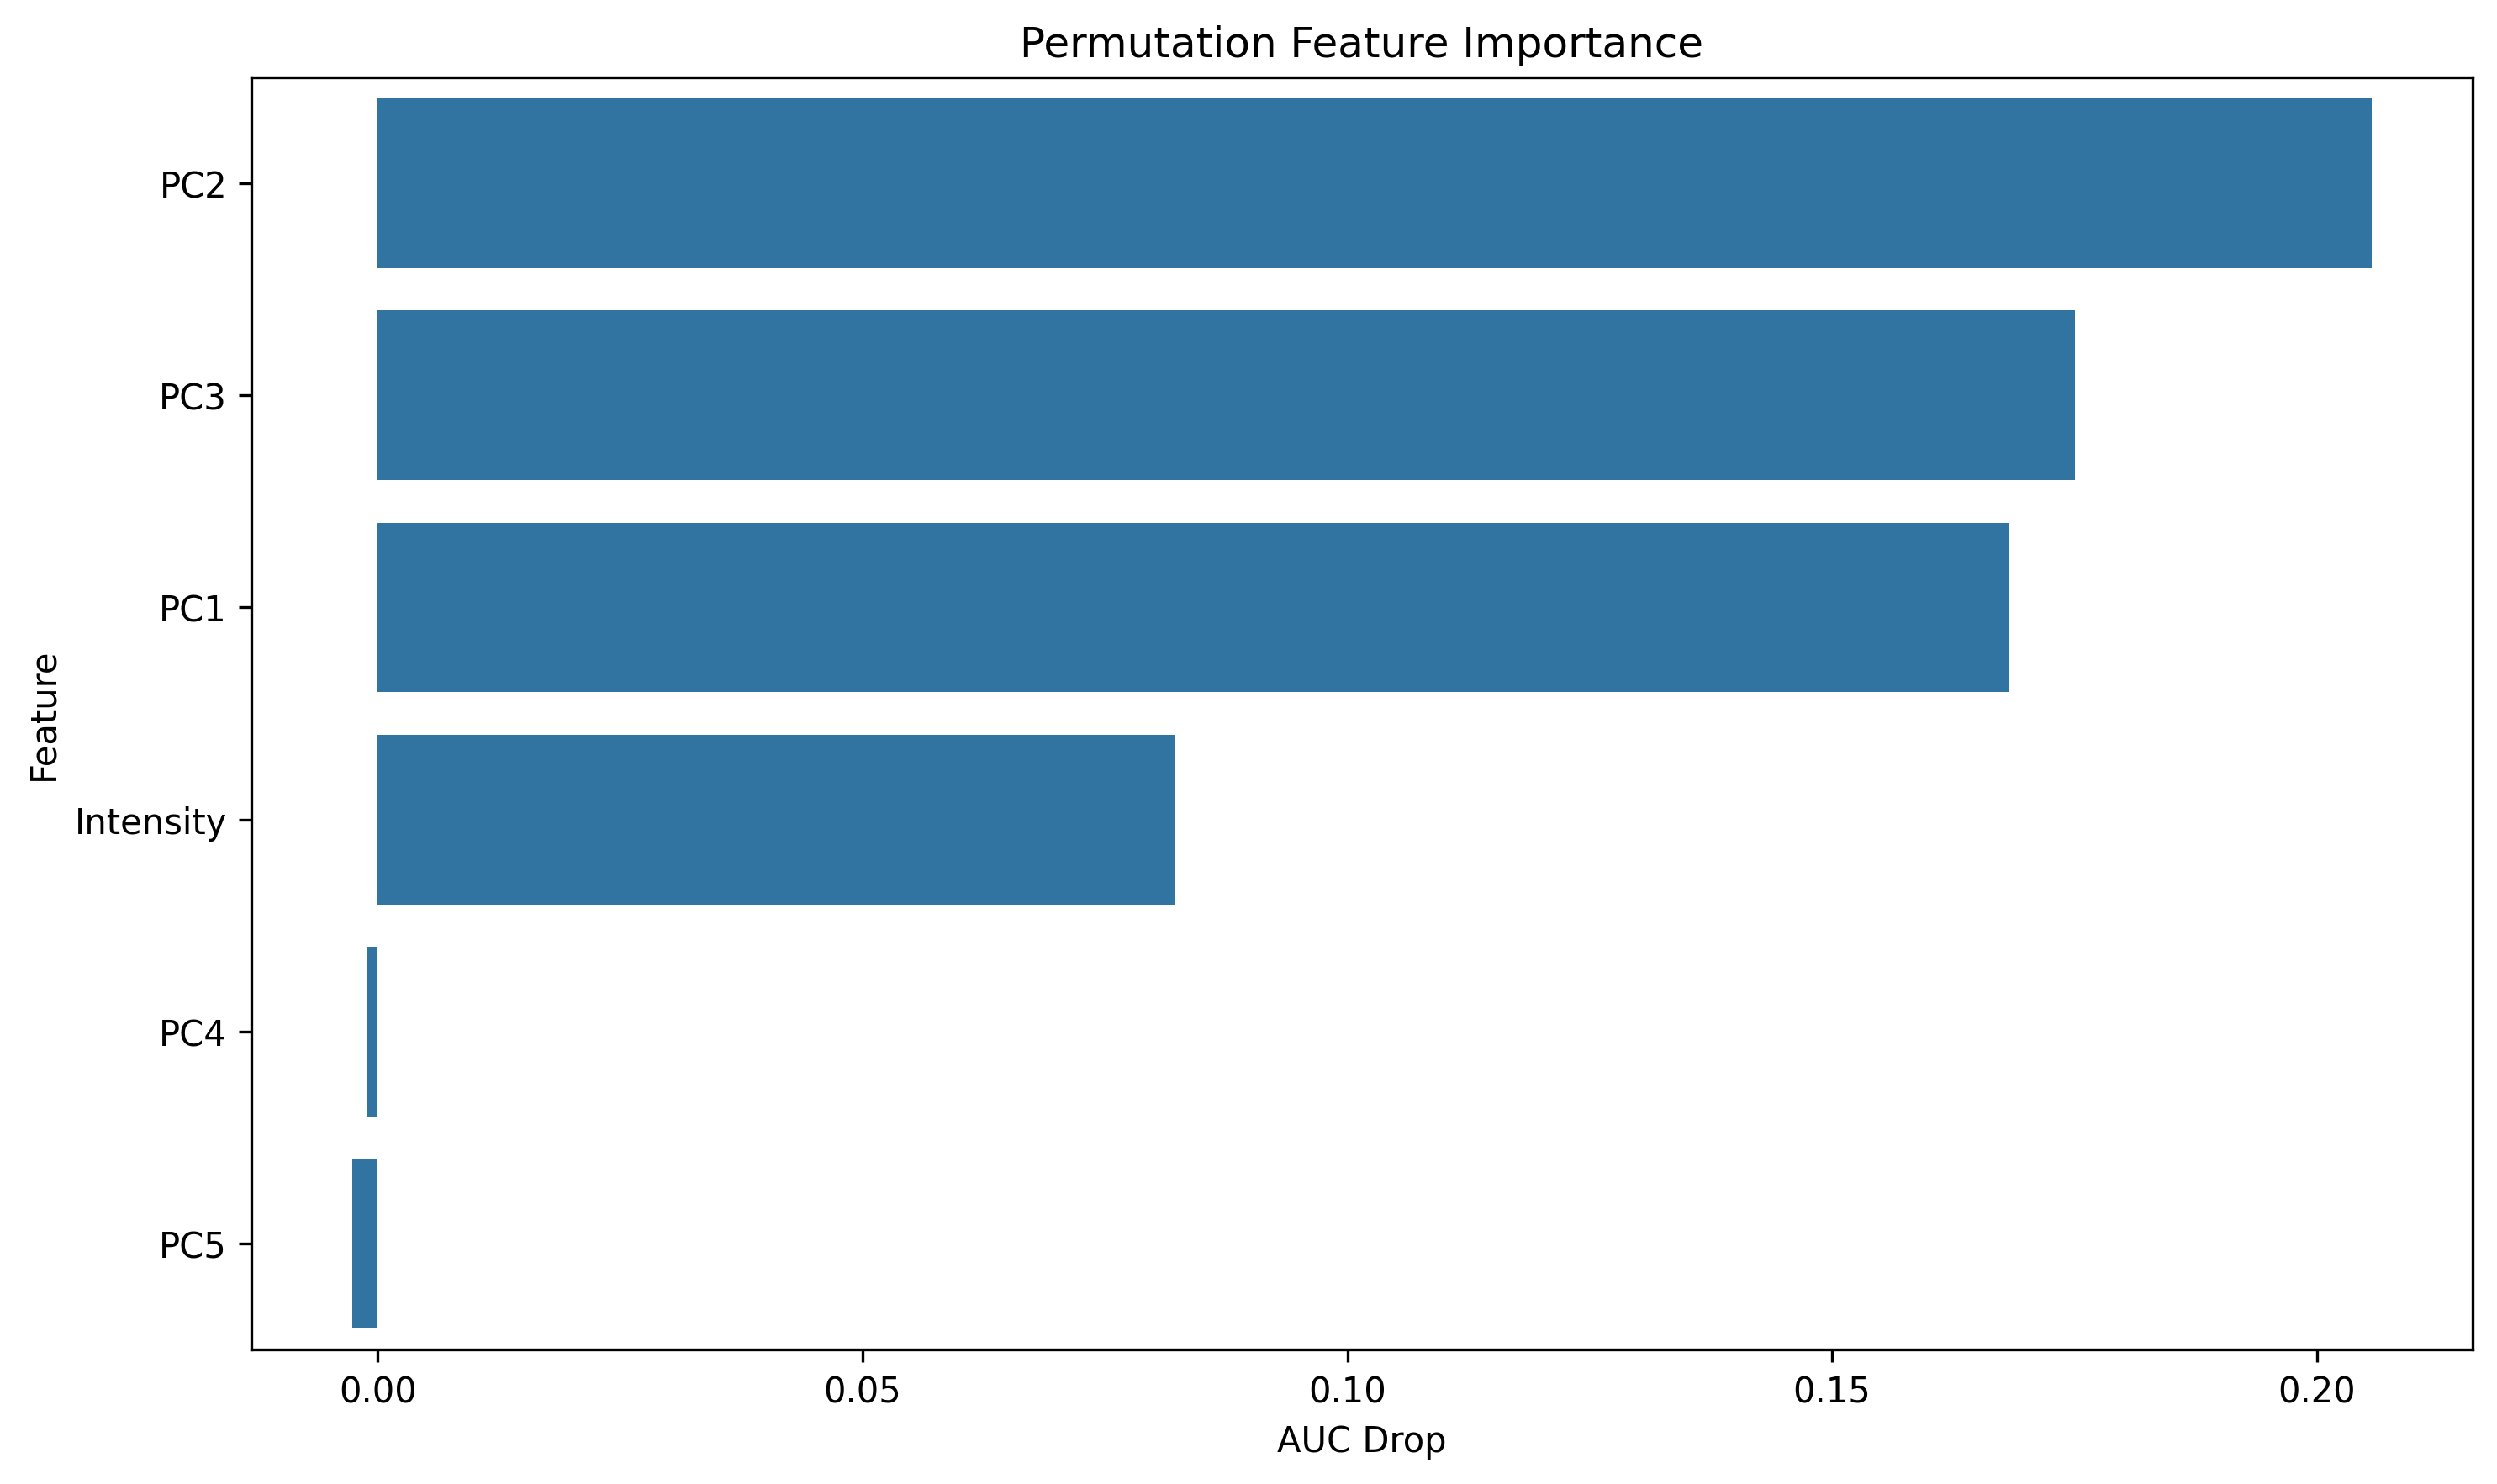 Permutation Feature Importance
PC2
PC3
PC1
Intensity
PC4
PC5
Feature
0.00 0.05 0.10 0.15 0.20
AUC Drop